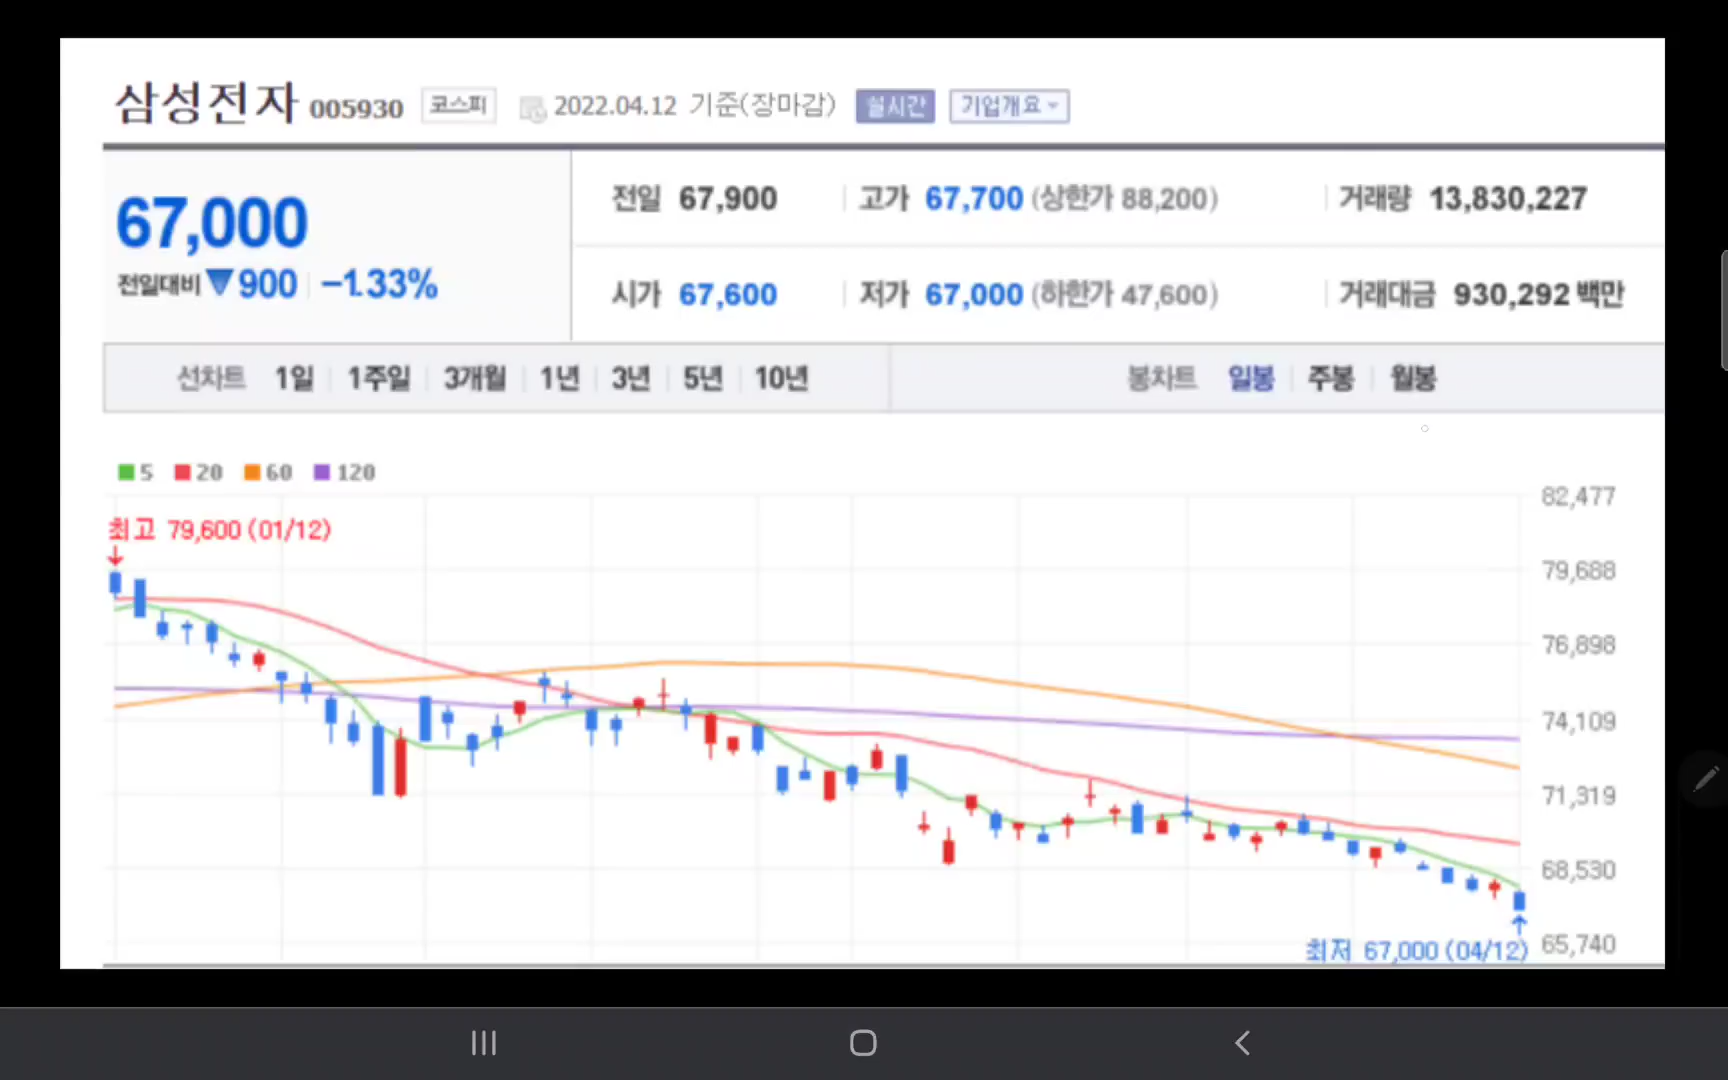 삼성전자 005930 코스피 2022.04.12 기준(장마감) 실시간 기업개요
67,000
전일대비 ▼900 -1.33%
전일 67,900 고가 67,700 (상한가 88,200) 거래량 13,830,227
시가 67,600 저가 67,000 (하한가 47,600) 거래대금 930,292 백만
선차트 1일 1주일 3개월 1년 3년 5년 10년 봉차트 일봉 주봉 월봉
5 20 60 120
82,477
최고 79,600 (01/12)
79,688
76,898
74,109
71,319
68,530
최저 67,000 (04/12)
65,740